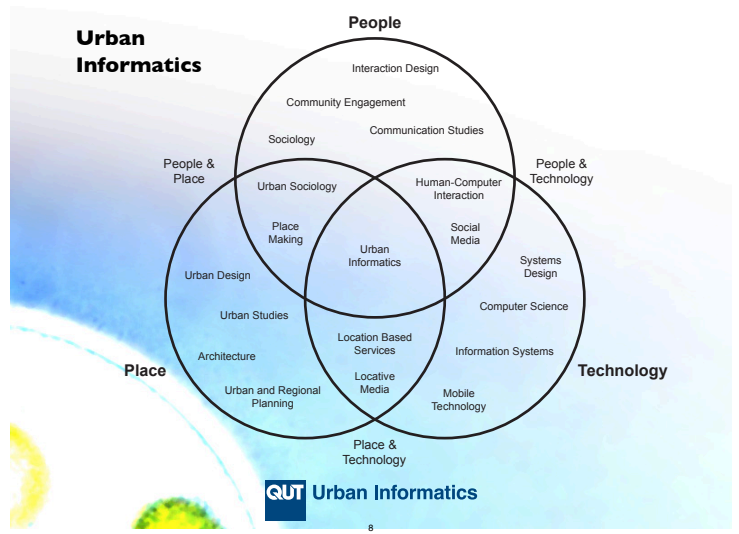 Urban
Informatics
People
Interaction Design
Community Engagement
Communication Studies
Sociology
People &
Place
People &
Technology
Urban Sociology
Human-Computer
Interaction
Place
Making
Social
Media
Urban
Informatics
Systems
Design
Urban Design
Computer Science
Urban Studies
Location Based
Services
Information Systems
Architecture
Place
Technology
Locative
Media
Urban and Regional
Planning
Mobile
Technology
Place &
Technology
QUT Urban Informatics
8